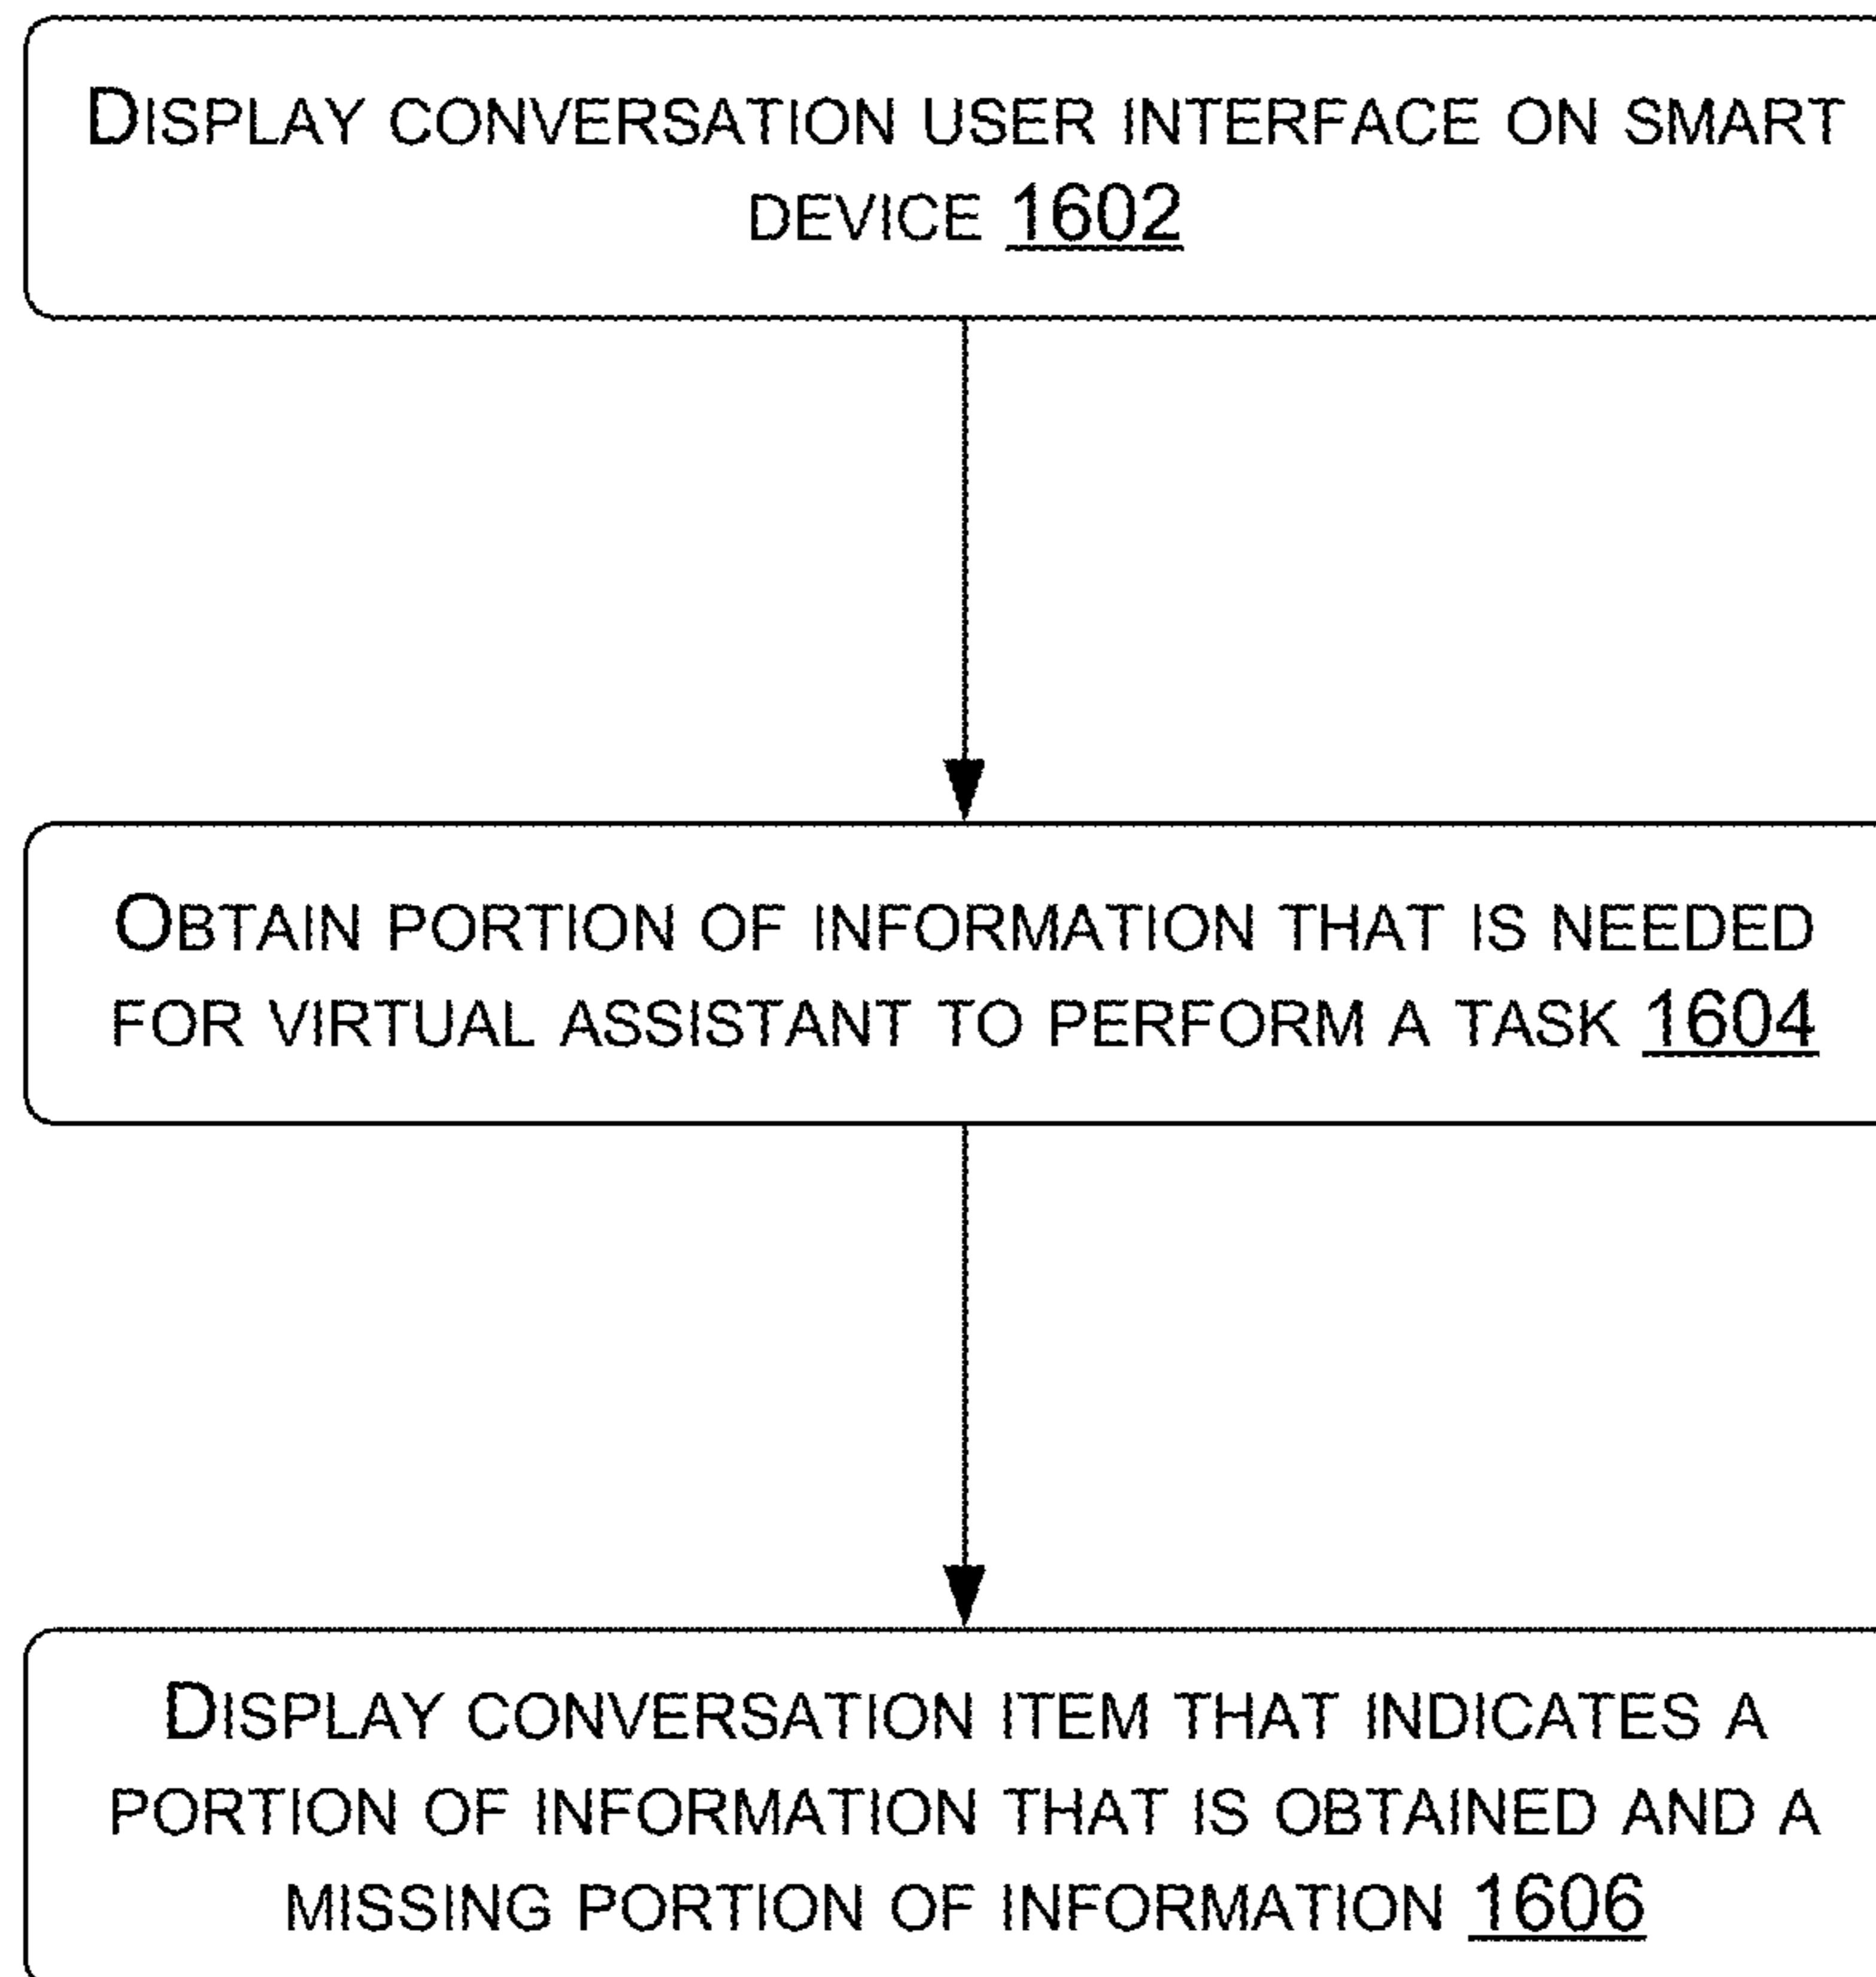 DISPLAY CONVERSATION USER INTERFACE ON SMART
DEVICE 1602
OBTAIN PORTION OF INFORMATION THAT IS NEEDED
FOR VIRTUAL ASSISTANT TO PERFORM A TASK 1604
DISPLAY CONVERSATION ITEM THAT INDICATES A
PORTION OF INFORMATION THAT IS OBTAINED AND A
MISSING PORTION OF INFORMATION 1606